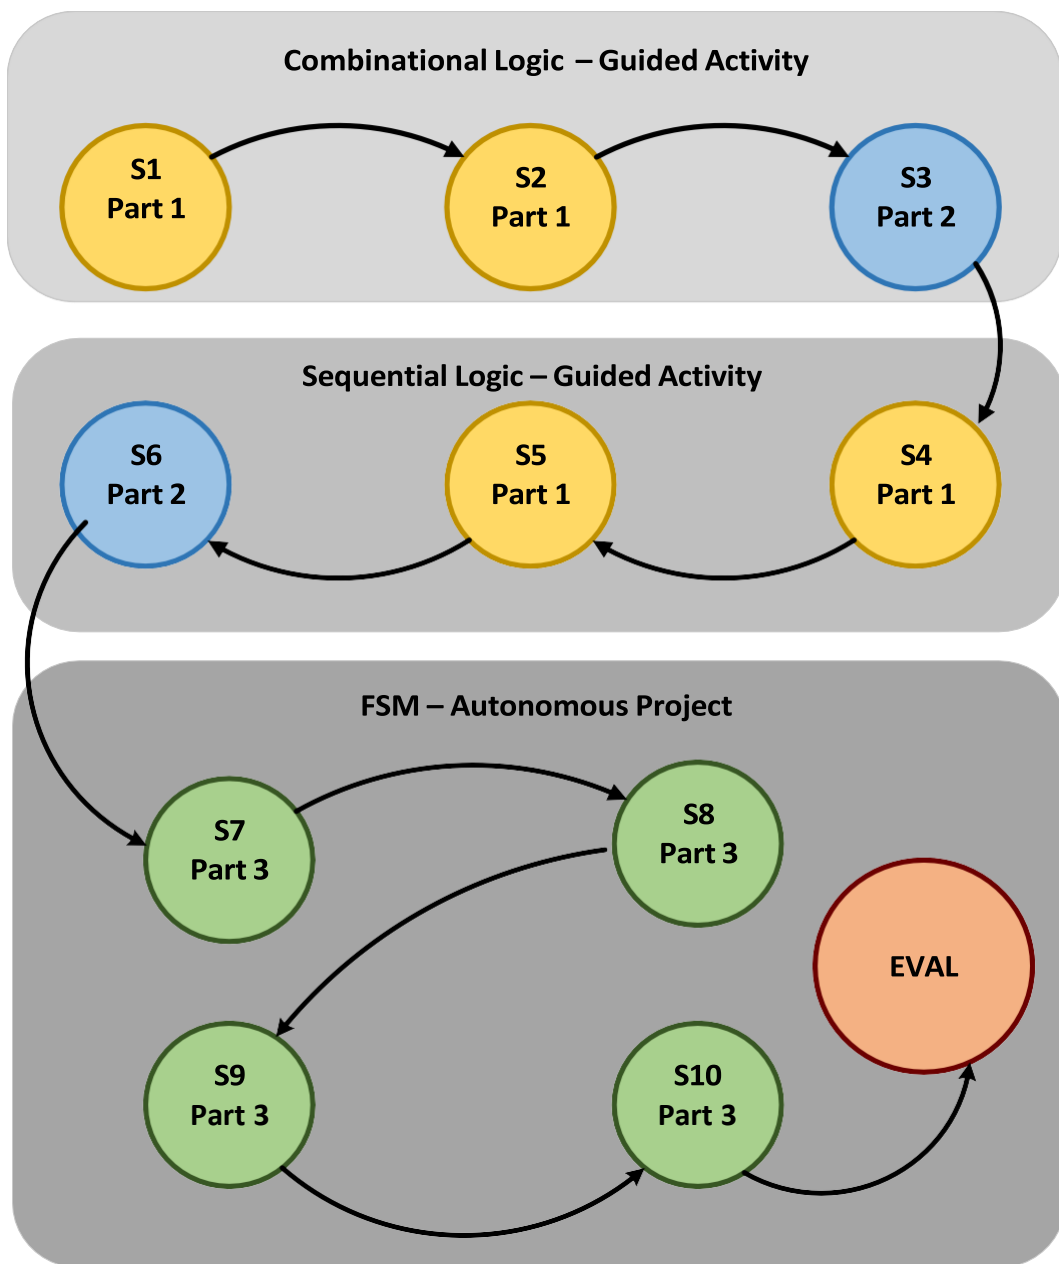 Combinational Logic – Guided Activity
S1
Part 1
S2
Part 1
S3
Part 2
Sequential Logic – Guided Activity
S6
Part 2
S5
Part 1
S4
Part 1
FSM – Autonomous Project
S7
Part 3
S8
Part 3
EVAL
S9
Part 3
S10
Part 3